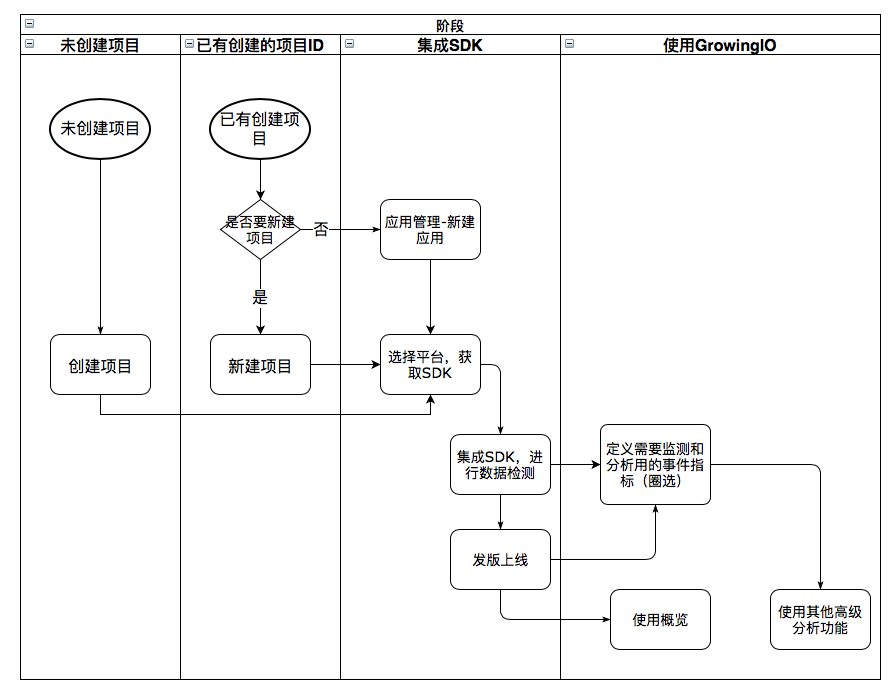 阶段
未创建项目
已有创建的项目ID
集成SDK
使用GrowingIO
未创建项目
已有创建项
目
是否要新建
项目
否
应用管理-新建
应用
是
创建项目
新建项目
选择平台，获
取SDK
集成SDK，进
行数据检测
定义需要监测和
分析用的事件指
标（圈选）
发版上线
使用概览
使用其他高级
分析功能